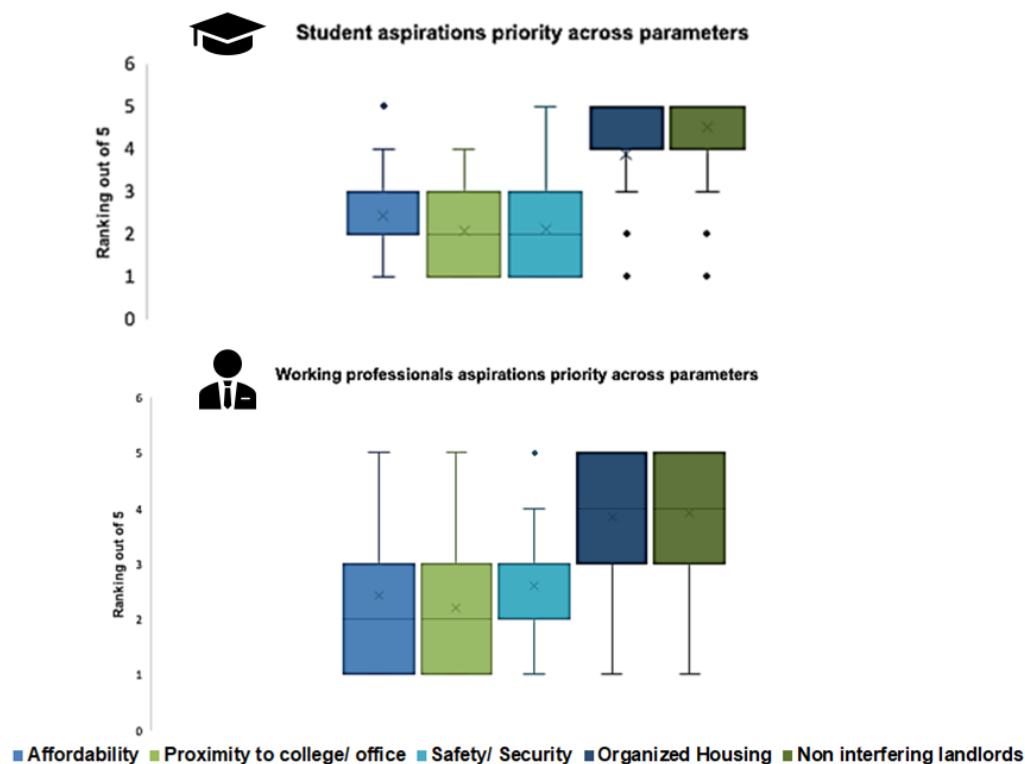 Student aspirations priority across parameters
6
5
4
3
2
1
0
Ranking out of 5
Working professionals aspirations priority across parameters
6
5
4
3
2
1
0
Ranking out of 5
Affordability Proximity to college/ office Safety/ Security Organized Housing Non interfering landlords